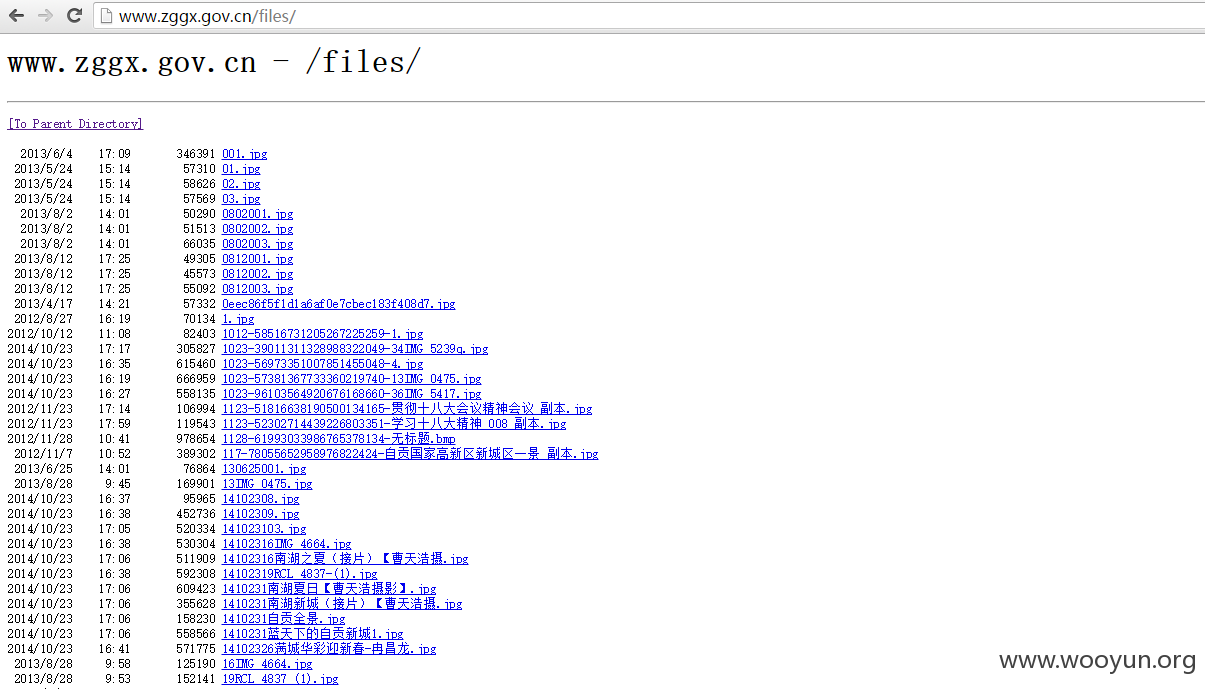 www.zggx.gov.cn/files/
www.zggx.gov.cn - /files/
[To Parent Directory]
2013/6/4 17:09 346391 001.jpg
2013/5/24 15:14 57310 01.jpg
2013/5/24 15:14 58626 02.jpg
2013/5/24 15:14 57569 03.jpg
2013/8/2 14:01 50290 0802001.jpg
2013/8/2 14:01 51513 0802002.jpg
2013/8/2 14:01 66035 0802003.jpg
2013/8/12 17:25 49305 0812001.jpg
2013/8/12 17:25 45573 0812002.jpg
2013/8/12 17:25 55092 0812003.jpg
2013/4/17 14:21 57332 0eec86f5f1d1a6af0e7cbec183f408d7.jpg
2012/8/27 16:19 70134 1.jpg
2012/10/12 11:08 82403 1012-58516731205267225259-1.jpg
2014/10/23 17:17 305827 1023-39011311328988322049-34IMG_5239q.jpg
2014/10/23 16:35 615460 1023-56973351007851455048-4.jpg
2014/10/23 16:19 666959 1023-57381367733360219740-13IMG_0475.jpg
2014/10/23 16:27 558135 1023-96103564920676168660-36IMG_5417.jpg
2012/11/23 17:14 106994 1123-51816638190500134165-贯彻十八大会议精神会议_副本.jpg
2012/11/23 17:59 119543 1123-52302714439226803351-学习十八大精神_008_副本.jpg
2012/11/28 10:41 978654 1128-61993033986765378134-无标题.bmp
2012/11/7 10:52 389302 117-78055652958976822424-自贡国家高新区新城区一景_副本.jpg
2013/6/25 14:01 76864 130625001.jpg
2013/8/28 9:45 169901 13IMG_0475.jpg
2014/10/23 16:37 95965 14102308.jpg
2014/10/23 16:38 452736 14102309.jpg
2014/10/23 17:05 520334 141023103.jpg
2014/10/23 16:38 530304 14102316IMG_4664.jpg
2014/10/23 17:06 511909 14102316南湖之夏（接片）【曹天浩摄.jpg
2014/10/23 16:38 592308 14102319RCL_4837-(1).jpg
2014/10/23 17:06 609423 1410231南湖夏日【曹天浩摄影】.jpg
2014/10/23 17:06 355628 1410231南湖新城（接片）【曹天浩摄.jpg
2014/10/23 17:06 158230 1410231自贡全景.jpg
2014/10/23 17:06 558566 1410231蓝天下的自贡新城1.jpg
2014/10/23 16:41 571775 14102326满城华彩迎新春-冉昌龙.jpg
2013/8/28 9:58 125190 16IMG_4664.jpg
2013/8/28 9:53 152141 19RCL_4837_(1).jpg
www.wooyun.org